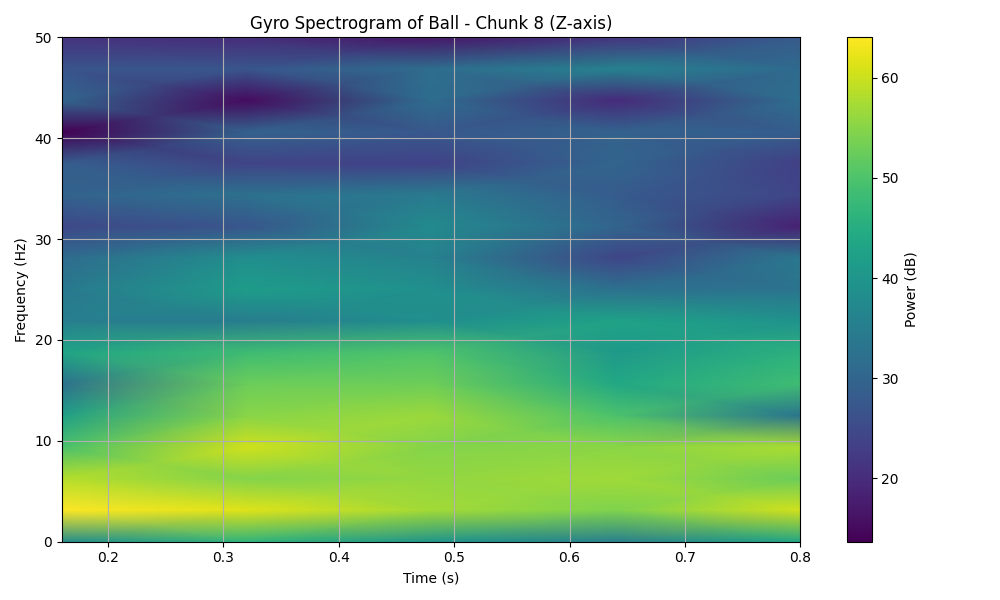 Gyro Spectrogram of Ball - Chunk 8 (Z-axis)
50
40
30
20
10
0
Frequency (Hz)
0.2 0.3 0.4 0.5 0.6 0.7 0.8
Time (s)
60
50
40
30
20
Power (dB)